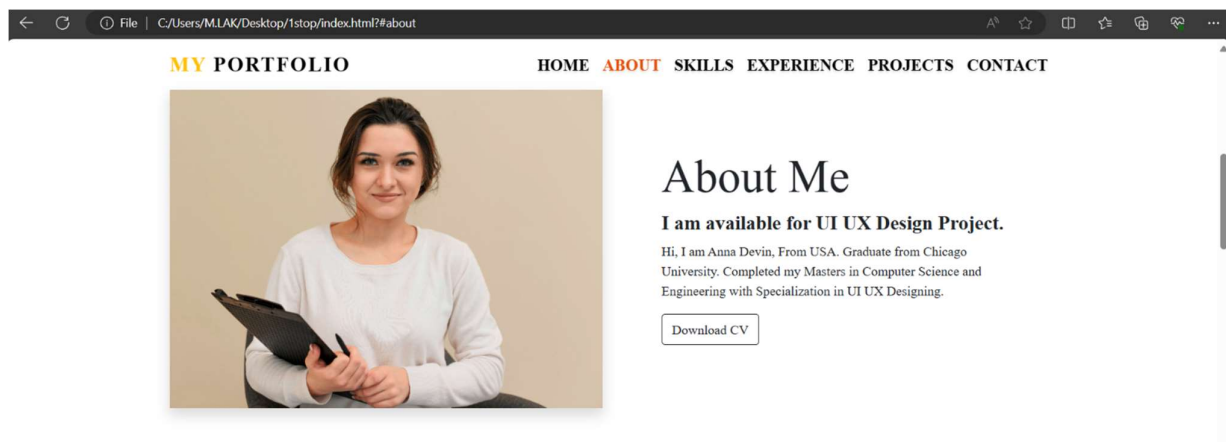 File | C:/Users/M.LAK/Desktop/1stop/index.html?#about
MY PORTFOLIO HOME ABOUT SKILLS EXPERIENCE PROJECTS CONTACT
About Me
I am available for UI UX Design Project.
Hi, I am Anna Devin, From USA. Graduate from Chicago
University. Completed my Masters in Computer Science and
Engineering with Specialization in UI UX Designing.
Download CV